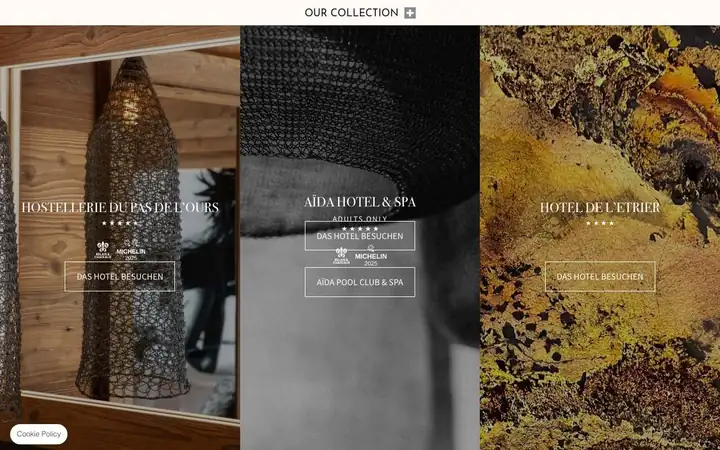 OUR COLLECTION
HOSTELLERIE DU PAS DE L'OURS
MICHELIN
2025
DAS HOTEL BESUCHEN
AÏDA HOTEL & SPA
ADULTS ONLY
DAS HOTEL BESUCHEN
MICHELIN
2025
AÏDA POOL CLUB & SPA
HOTEL DE L'ETRIER
DAS HOTEL BESUCHEN
Cookie Policy